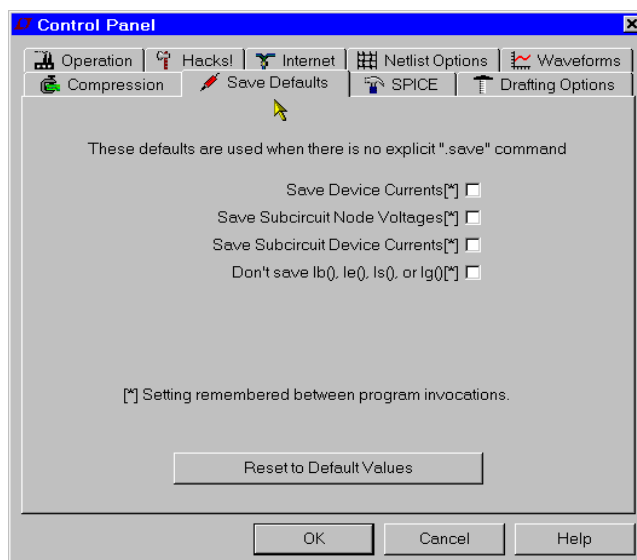 Control Panel
Operation
Hacks!
Internet
Netlist Options
Waveforms
Compression
Save Defaults
SPICE
Drafting Options
These defaults are used when there is no explicit ".save" command
Save Device Currents[*]
Save Subcircuit Node Voltages[*]
Save Subcircuit Device Currents[*]
Don't save Ib(), Ie(), Is(), or Ig()[*]
[*] Setting remembered between program invocations.
Reset to Default Values
OK
Cancel
Help